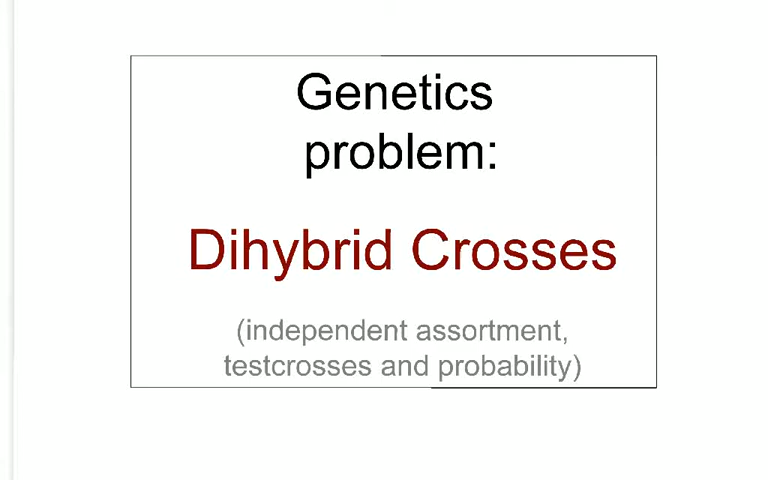 Genetics
problem:
Dihybrid Crosses
(independent assortment,
testcrosses and probability)